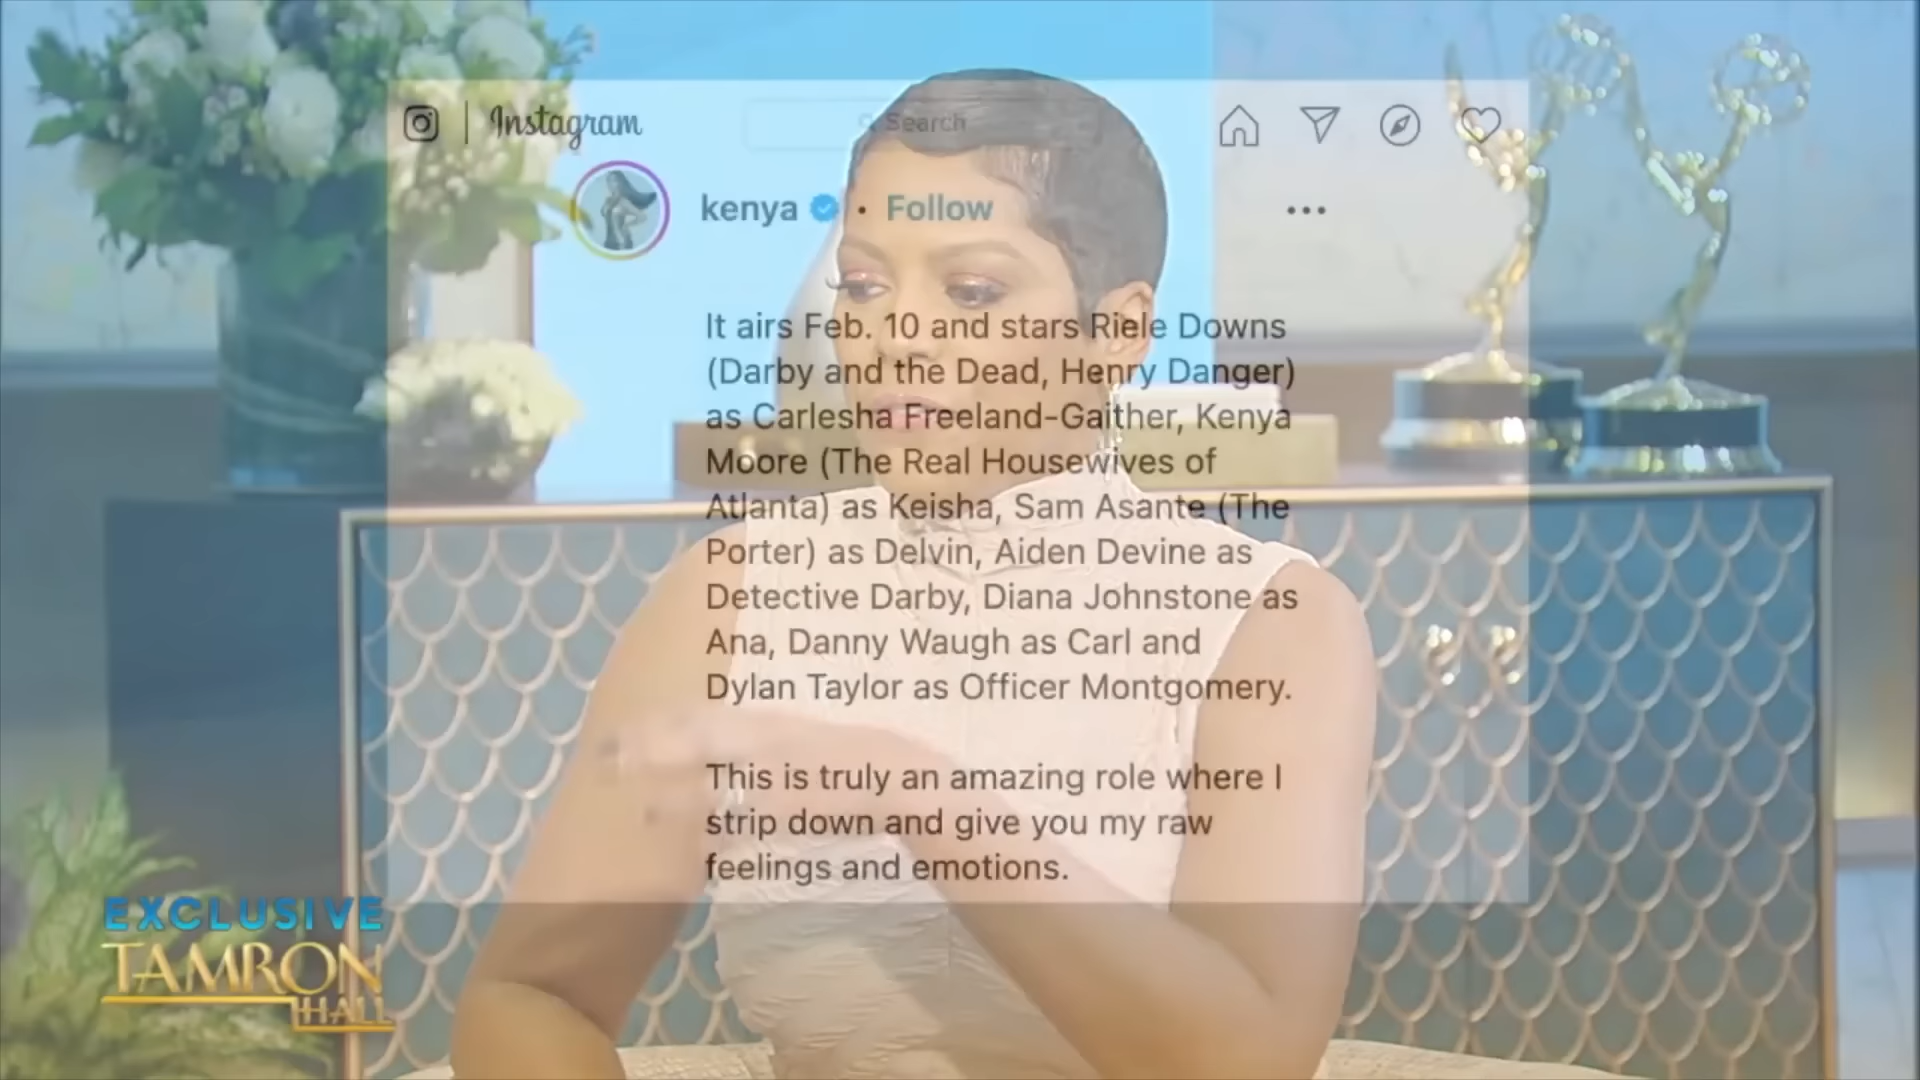 Instagram
Search
kenya • Follow
It airs Feb. 10 and stars Riele Downs
(Darby and the Dead, Henry Danger)
as Carlesha Freeland-Gaither, Kenya
Moore (The Real Housewives of
Atlanta) as Keisha, Sam Asante (The
Porter) as Delvin, Aiden Devine as
Detective Darby, Diana Johnstone as
Ana, Danny Waugh as Carl and
Dylan Taylor as Officer Montgomery.
This is truly an amazing role where I
strip down and give you my raw
feelings and emotions.
EXCLUSIVE
TAMRON
HALL